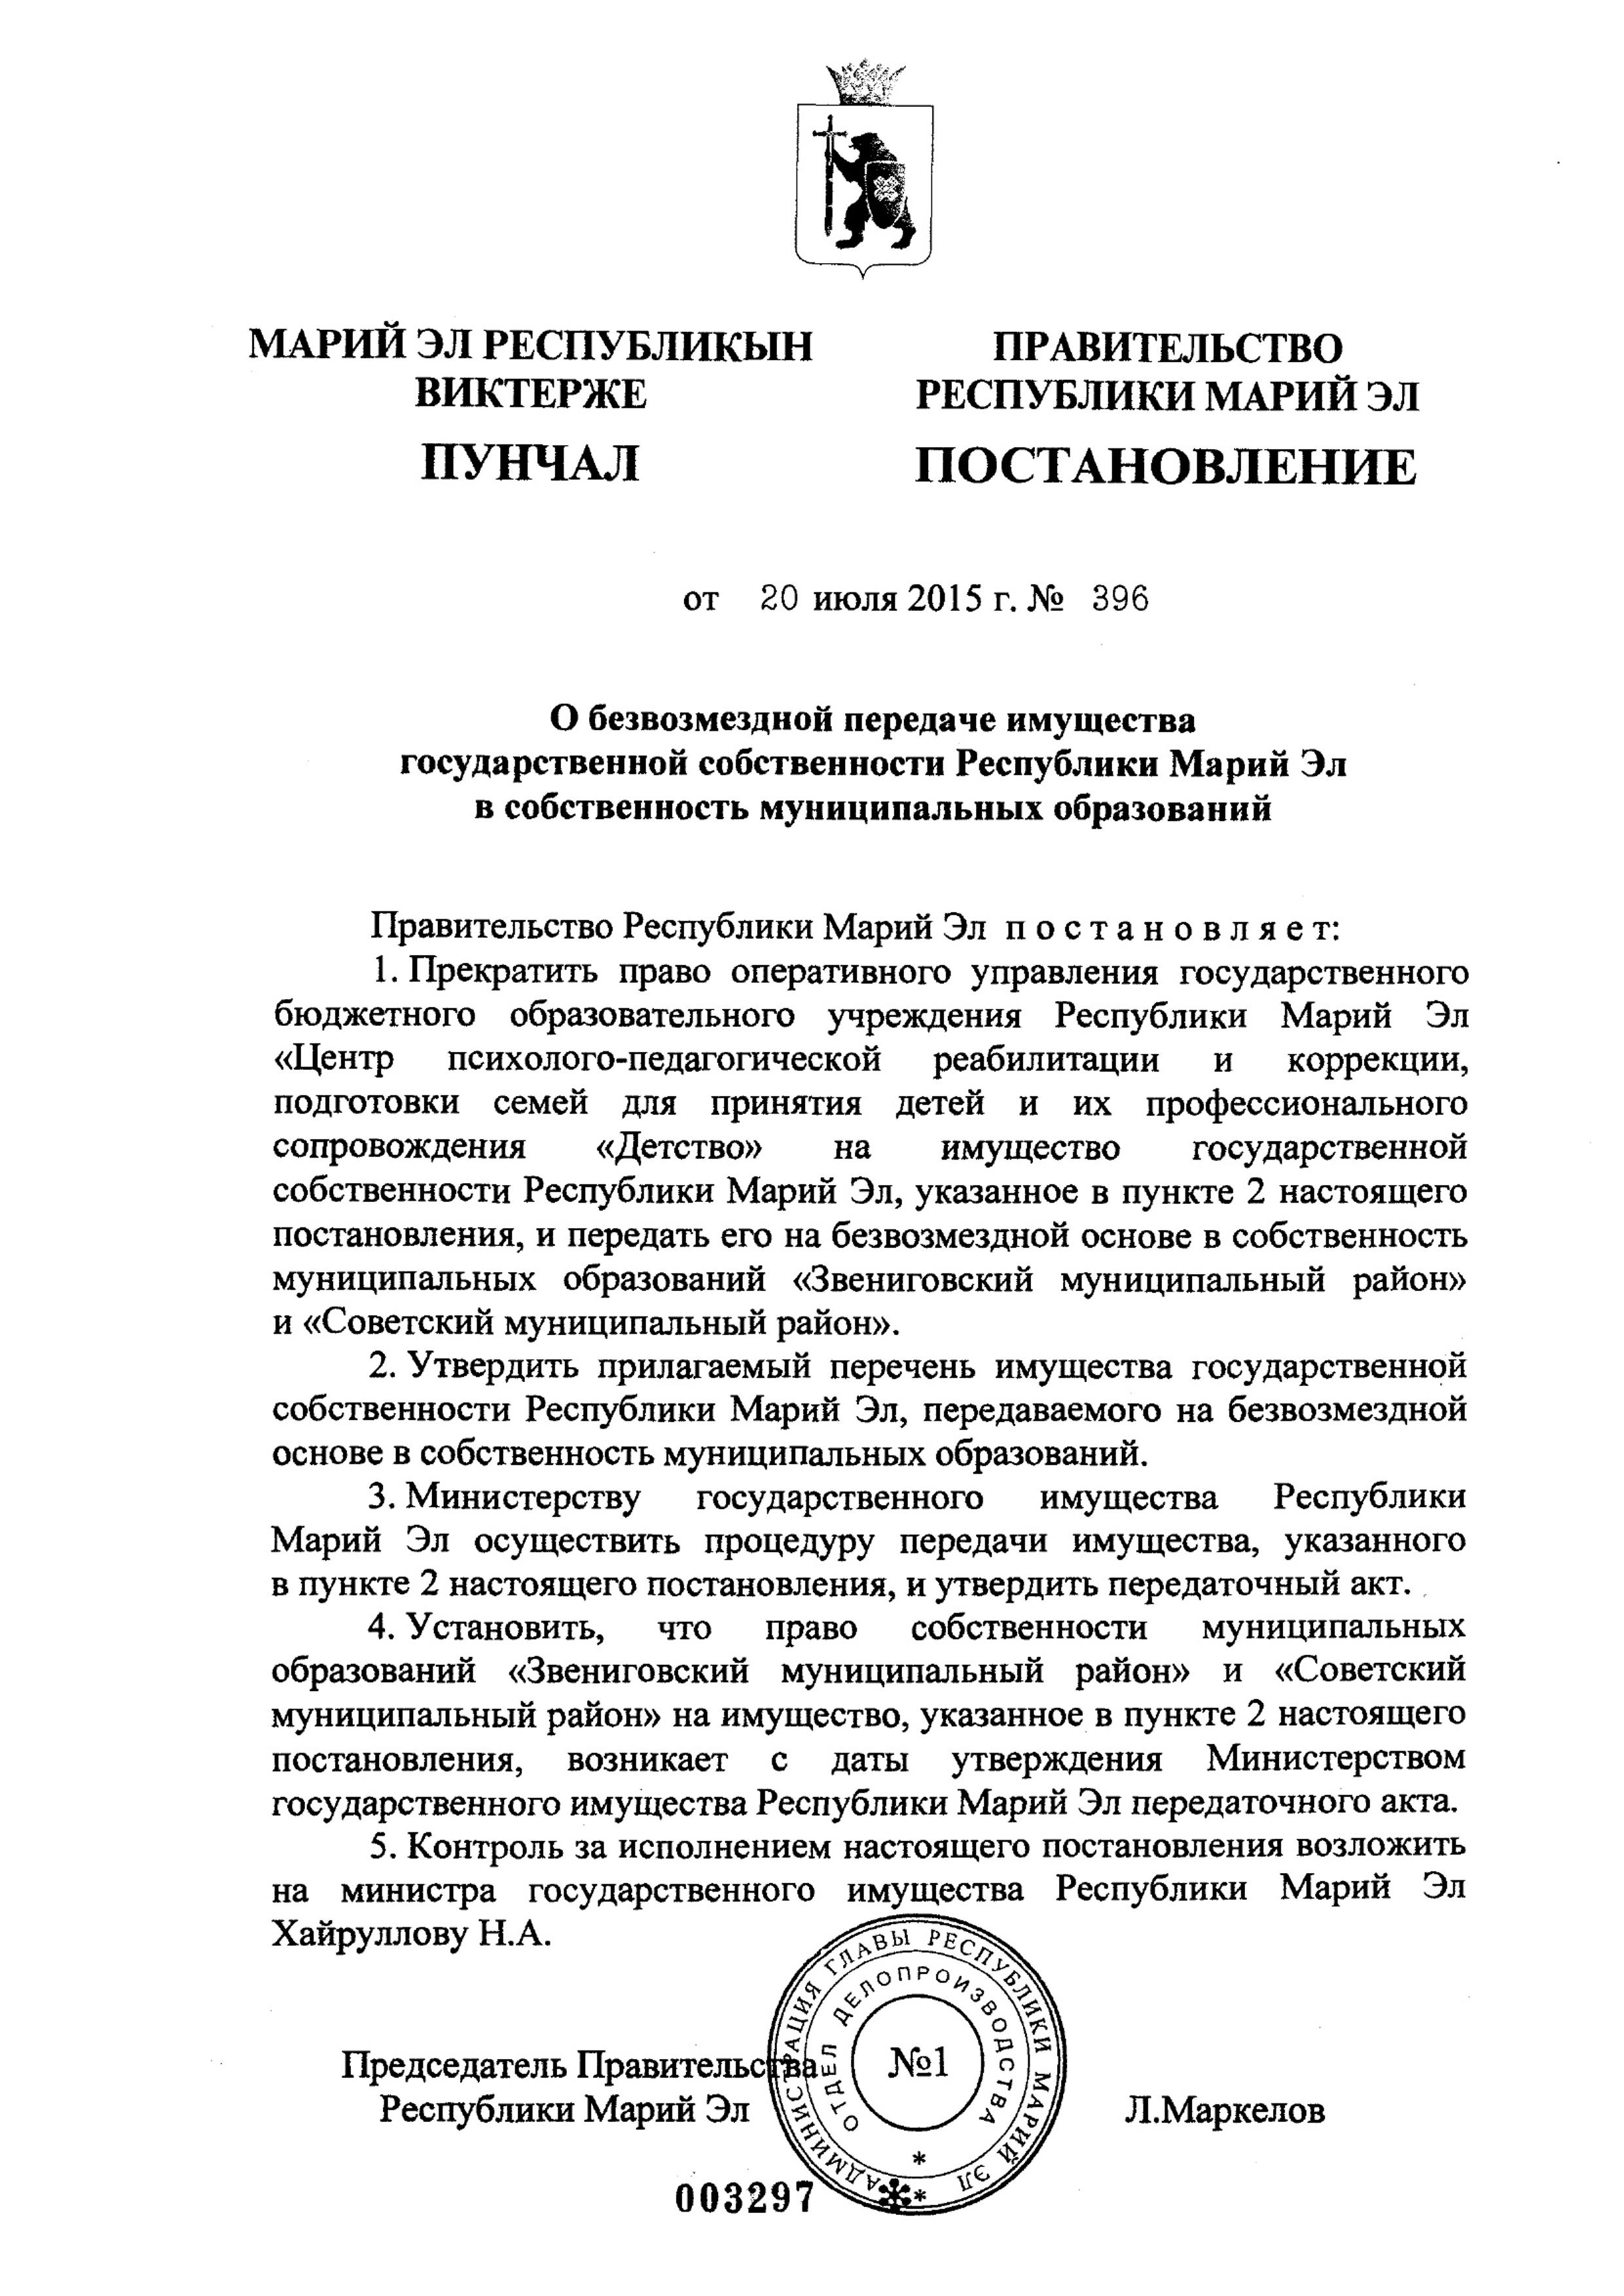 МАРИЙ ЭЛ РЕСПУБЛИКЫН
ВИКТЕРЖЕ
ПУНЧАЛ
ПРАВИТЕЛЬСТВО
РЕСПУБЛИКИ МАРИЙ ЭЛ
ПОСТАНОВЛЕНИЕ
от 20 июля 2015 г. № 396
О безвозмездной передаче имущества
государственной собственности Республики Марий Эл
в собственность муниципальных образований
Правительство Республики Марий Эл п о с т а н о в л я е т:
1. Прекратить право оперативного управления государственного
бюджетного образовательного учреждения Республики Марий Эл
«Центр психолого-педагогической реабилитации и коррекции,
подготовки семей для принятия детей и их профессионального
сопровождения «Детство» на имущество государственной
собственности Республики Марий Эл, указанное в пункте 2 настоящего
постановления, и передать его на безвозмездной основе в собственность
муниципальных образований «Звениговский муниципальный район»
и «Советский муниципальный район».
2. Утвердить прилагаемый перечень имущества государственной
собственности Республики Марий Эл, передаваемого на безвозмездной
основе в собственность муниципальных образований.
3. Министерству государственного имущества Республики
Марий Эл осуществить процедуру передачи имущества, указанного
в пункте 2 настоящего постановления, и утвердить передаточный акт.
4. Установить, что право собственности муниципальных
образований «Звениговский муниципальный район» и «Советский
муниципальный район» на имущество, указанное в пункте 2 настоящего
постановления, возникает с даты утверждения Министерством
государственного имущества Республики Марий Эл передаточного акта.
5. Контроль за исполнением настоящего постановления возложить
на министра государственного имущества Республики Марий Эл
Хайруллову Н.А.
Председатель Правительства
Республики Марий Эл
Л.Маркелов
АДМИНИСТРАЦИЯ ГЛАВЫ РЕСПУБЛИКИ МАРИЙ ЭЛ
ОТДЕЛ ДЕЛОПРОИЗВОДСТВА
№1
003297